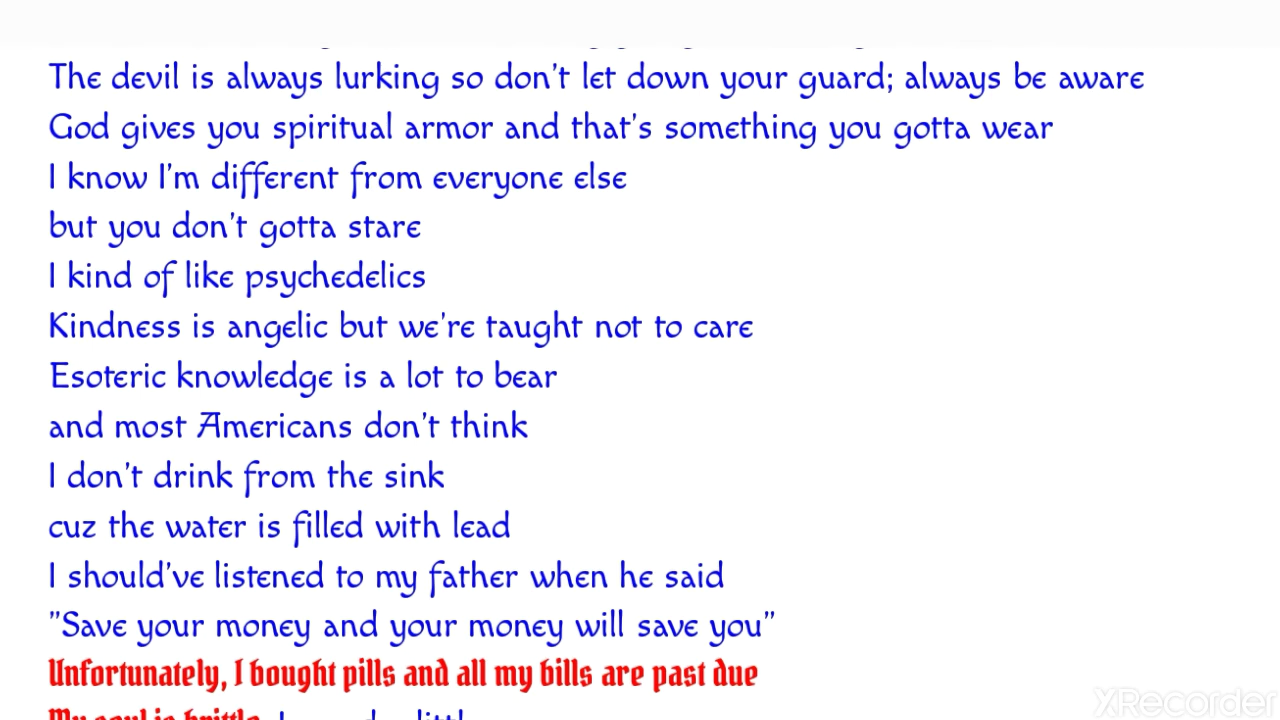 The devil is always lurking so don't let down your guard; always be aware
God gives you spiritual armor and that's something you gotta wear
I know I'm different from everyone else
but you don't gotta stare
I kind of like psychedelics
Kindness is angelic but we're taught not to care
Esoteric knowledge is a lot to bear
and most Americans don't think
I don't drink from the sink
cuz the water is filled with lead
I should've listened to my father when he said
"Save your money and your money will save you"
Unfortunately, I bought pills and all my bills are past due
My soul is brittle,
XRecorder